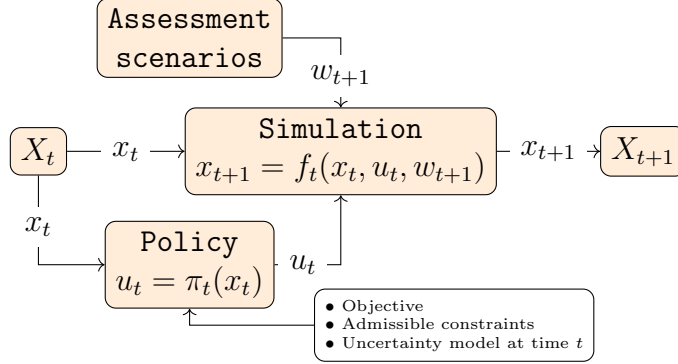 Assessment
scenarios
w_{t+1}
Simulation
x_{t+1} = f_t(x_t, u_t, w_{t+1})
X_t
x_t
x_{t+1}
X_{t+1}
x_t
Policy
u_t = π_t(x_t)
u_t
• Objective
• Admissible constraints
• Uncertainty model at time t